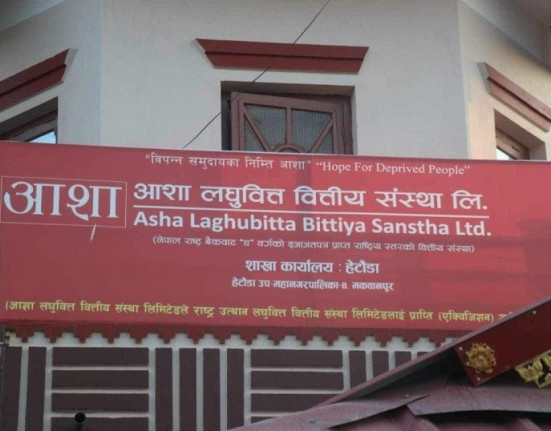 "बिपन्न समुदायका निम्ति आशा" "Hope For Deprived People"
आशा
आशा लघुवित्त वित्तीय संस्था लि.
Asha Laghubitta Bittiya Sanstha Ltd.
(नेपाल राष्ट्र बैंकबाट "घ" वर्गको इजाजतपत्र प्राप्त राष्ट्रिय स्तरको वित्तीय संस्था)
शाखा कार्यालय : हेटौंडा
हेटौंडा उप-महानगरपालिका-४, मकवानपुर
(आशा लघुवित्त वित्तीय संस्था लिमिटेडले राष्ट्र उत्थान लघुवित्त वित्तीय संस्था लिमिटेडलाई प्राप्ति (एक्विजिशन)